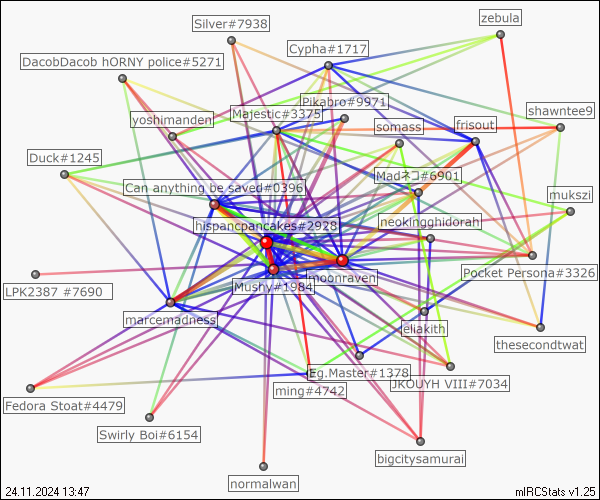 Silver#7938
zebula
Cypha#1717
DacobDacob hORNY police#5271
Pikabro#9971
shawntee9
Majestic#3375
yoshimanden
somass
frisout
Duck#1245
Madネコ#6901
Can anything be saved#0396
mukszi
hispancpancakes#2928
neokingghidorah
Pocket Persona#3326
LPK2387 #7690
Mushy#1984
moonraven
marcemadness
eliakith
thesecondtwat
Eg.Master#1378
JKOUYH VIII#7034
ming#4742
Fedora Stoat#4479
Swirly Boi#6154
bigcitysamurai
normalwan
24.11.2024 13:47
mIRCStats v1.25